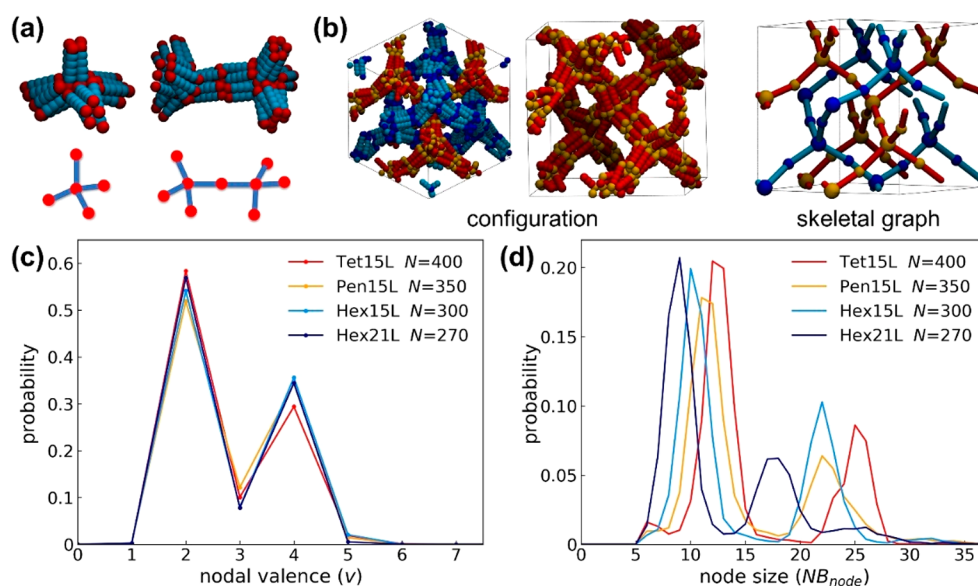 (a)
(b)
configuration
skeletal graph
(c)
probability
0.6
0.5
0.4
0.3
0.2
0.1
0
0 1 2 3 4 5 6 7
nodal valence (v)
Tet15L N=400
Pen15L N=350
Hex15L N=300
Hex21L N=270
(d)
probability
0.20
0.15
0.10
0.05
0
0 5 10 15 20 25 30 35
node size (NBnode)
Tet15L N=400
Pen15L N=350
Hex15L N=300
Hex21L N=270